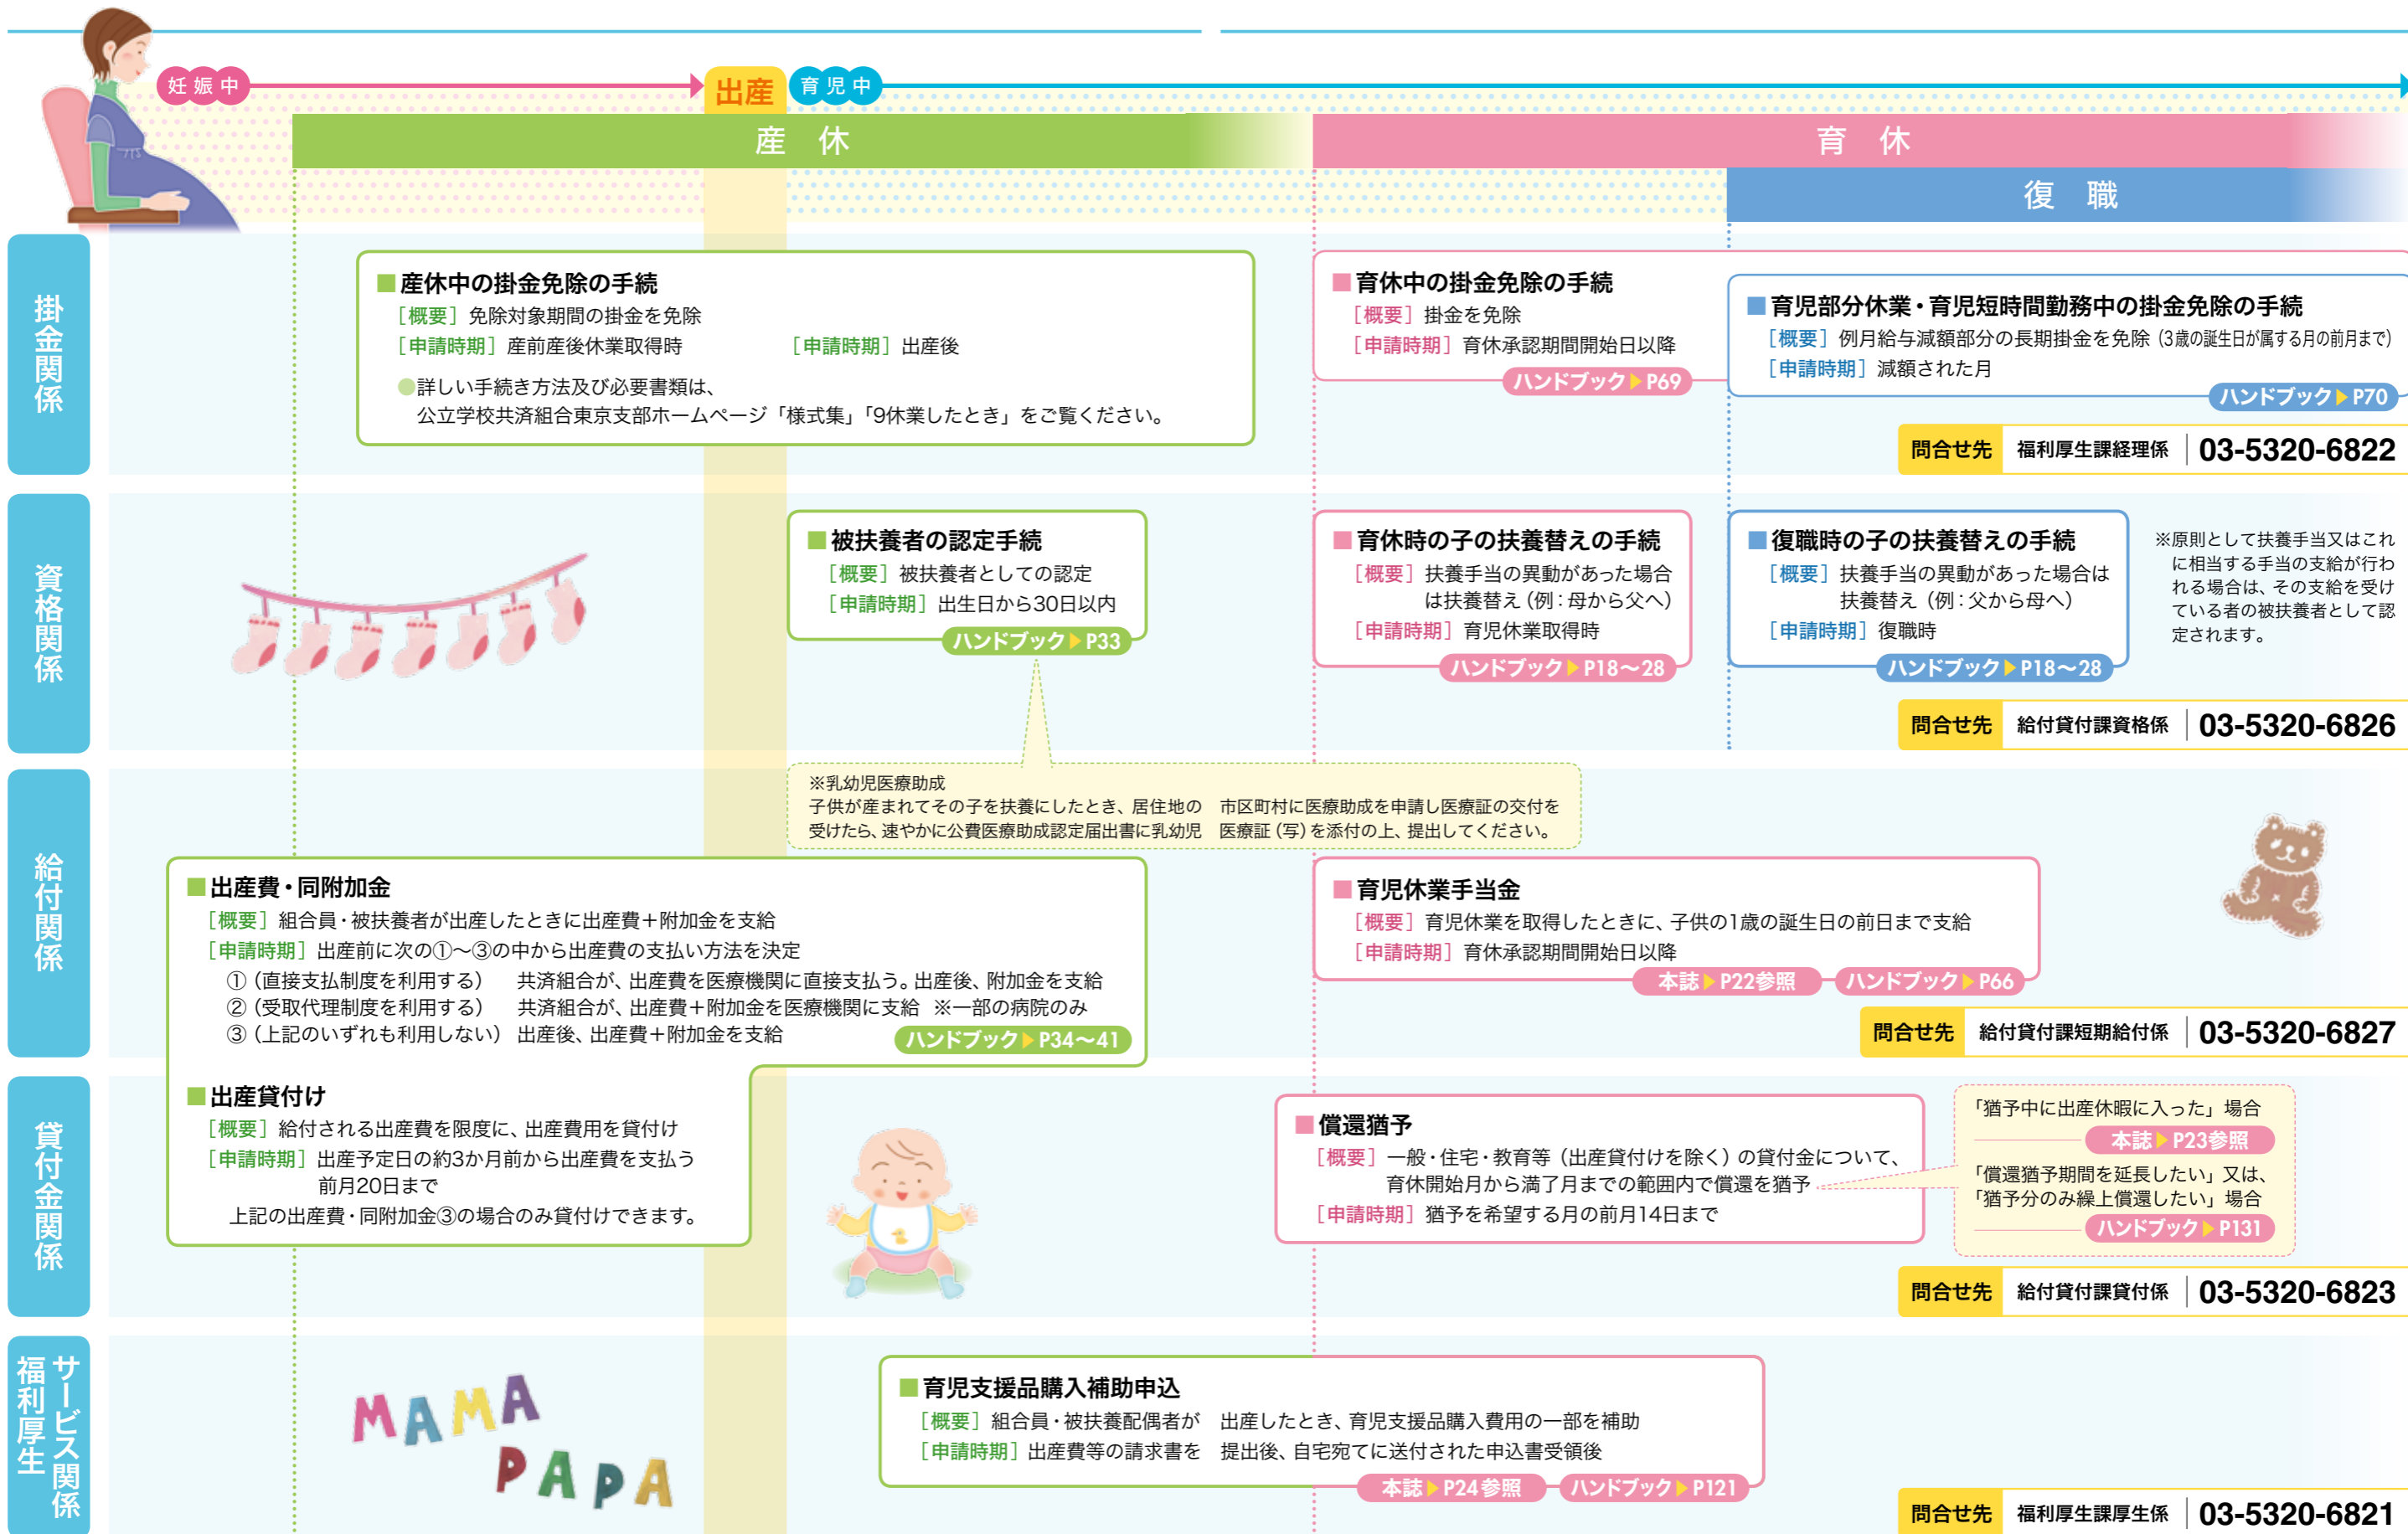 妊娠中
出産
育児中
産 休
育 休
復 職
掛金関係
■産休中の掛金免除の手続
［概要］免除対象期間の掛金を免除
［申請時期］産前産後休業取得時 ［申請時期］出産後
●詳しい手続き方法及び必要書類は、
公立学校共済組合東京支部ホームページ「様式集」「9休業したとき」をご覧ください。
■育休中の掛金免除の手続
［概要］掛金を免除
［申請時期］育休承認期間開始日以降
ハンドブック▶P69
■育児部分休業・育児短時間勤務中の掛金免除の手続
［概要］例月給与減額部分の長期掛金を免除（3歳の誕生日が属する月の前月まで）
［申請時期］減額された月
ハンドブック▶P70
問合せ先 福利厚生課経理係 03-5320-6822
資格関係
■被扶養者の認定手続
［概要］被扶養者としての認定
［申請時期］出生日から30日以内
ハンドブック▶P33
■育休時の子の扶養替えの手続
［概要］扶養手当の異動があった場合
は扶養替え（例：母から父へ）
［申請時期］育児休業取得時
ハンドブック▶P18～28
■復職時の子の扶養替えの手続
［概要］扶養手当の異動があった場合は
扶養替え（例：父から母へ）
［申請時期］復職時
ハンドブック▶P18～28
※原則として扶養手当又はこれ
に相当する手当の支給が行わ
れる場合は、その支給を受け
ている者の被扶養者として認
定されます。
問合せ先 給付貸付課資格係 03-5320-6826
※乳幼児医療助成
子供が産まれてその子を扶養にしたとき、居住地の 市区町村に医療助成を申請し医療証の交付を
受けたら、速やかに公費医療助成認定届出書に乳幼児 医療証（写）を添付の上、提出してください。
給付関係
■出産費・同附加金
［概要］組合員・被扶養者が出産したときに出産費＋附加金を支給
［申請時期］出産前に次の①～③の中から出産費の支払い方法を決定
①（直接支払制度を利用する） 共済組合が、出産費を医療機関に直接支払う。出産後、附加金を支給
②（受取代理制度を利用する） 共済組合が、出産費＋附加金を医療機関に支給 ※一部の病院のみ
③（上記のいずれも利用しない） 出産後、出産費＋附加金を支給
ハンドブック▶P34～41
■育児休業手当金
［概要］育児休業を取得したときに、子供の1歳の誕生日の前日まで支給
［申請時期］育休承認期間開始日以降
本誌▶P22参照 ハンドブック▶P66
問合せ先 給付貸付課短期給付係 03-5320-6827
貸付金関係
■出産貸付け
［概要］給付される出産費を限度に、出産費用を貸付け
［申請時期］出産予定日の約3か月前から出産費を支払う
前月20日まで
上記の出産費・同附加金③の場合のみ貸付けできます。
■償還猶予
［概要］一般・住宅・教育等（出産貸付けを除く）の貸付金について、
育休開始月から満了月までの範囲内で償還を猶予
［申請時期］猶予を希望する月の前月14日まで
「猶予中に出産休暇に入った」場合
本誌▶P23参照
「償還猶予期間を延長したい」又は、
「猶予分のみ繰上償還したい」場合
ハンドブック▶P131
問合せ先 給付貸付課貸付係 03-5320-6823
福利厚生
サービス関係
MAMA
PAPA
■育児支援品購入補助申込
［概要］組合員・被扶養配偶者が 出産したとき、育児支援品購入費用の一部を補助
［申請時期］出産費等の請求書を 提出後、自宅宛てに送付された申込書受領後
本誌▶P24参照 ハンドブック▶P121
問合せ先 福利厚生課厚生係 03-5320-6821